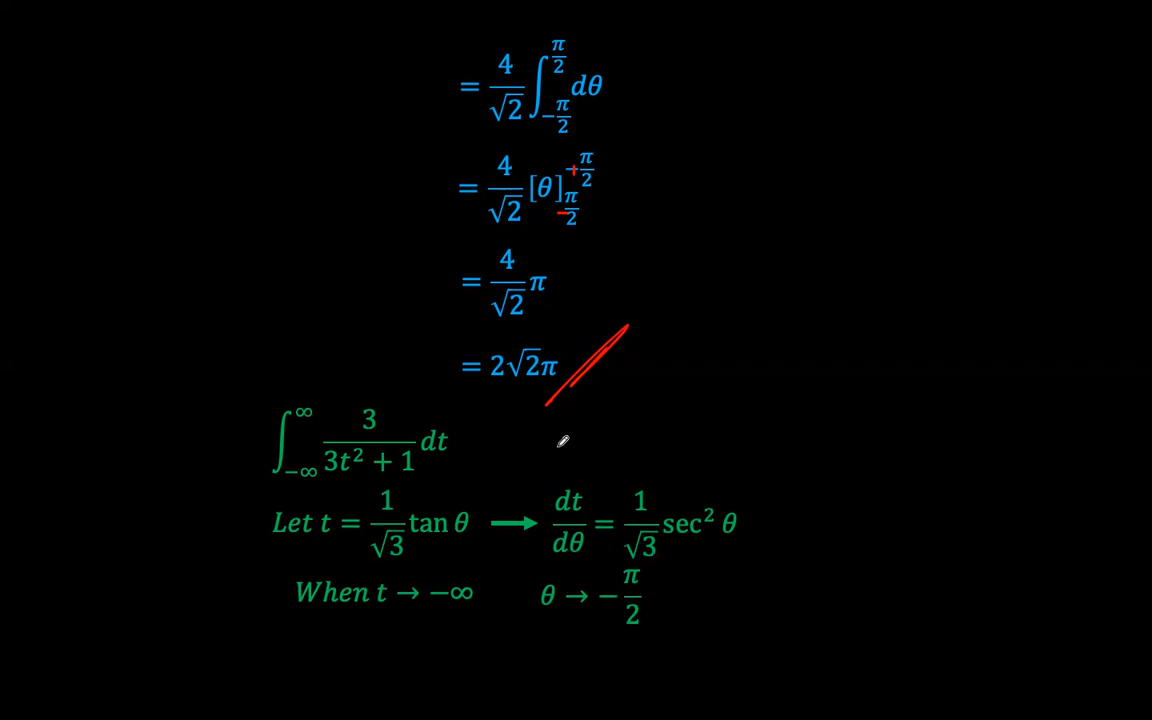 = 4/√2 ∫_{-π/2}^{π/2} dθ
= 4/√2 [θ]_{-π/2}^{+π/2}
= 4/√2 π
= 2√2π
∫_{-∞}^{∞} 3/(3t² + 1) dt
Let t = 1/√3 tan θ → dt/dθ = 1/√3 sec² θ
When t → −∞ θ → −π/2